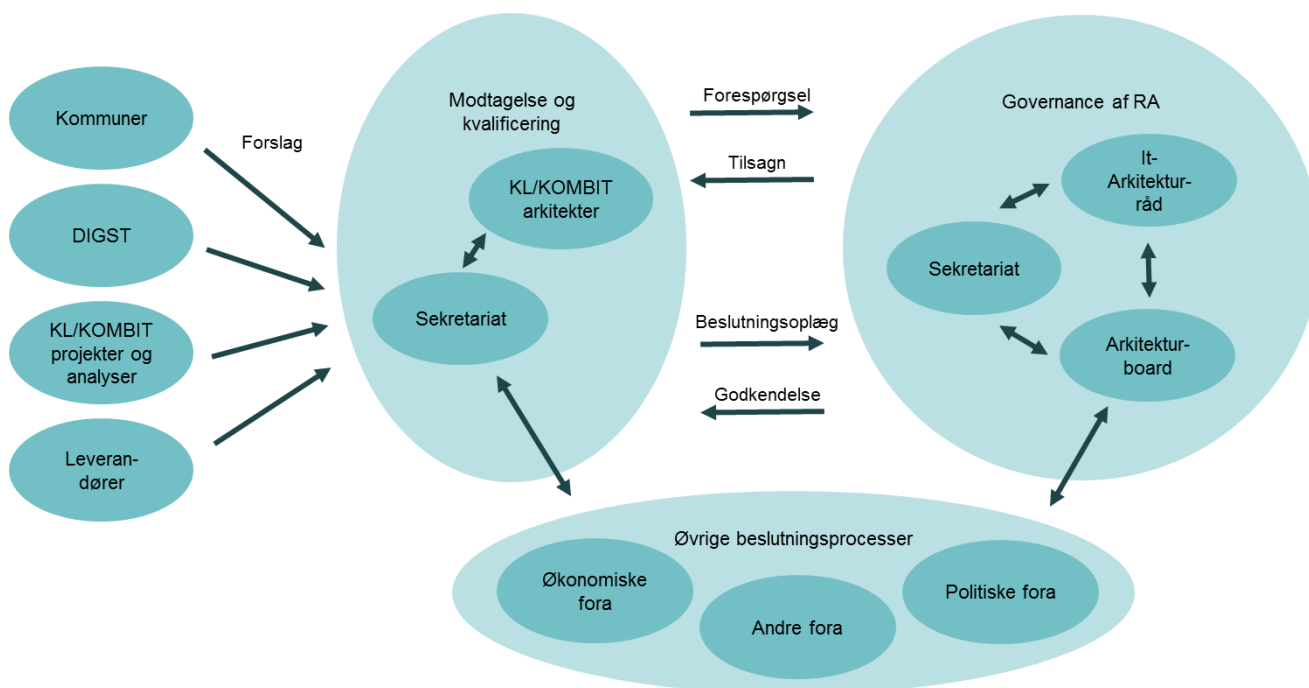 Kommuner
DIGST
KL/KOMBIT
projekter og
analyser
Leveran-
dører
Forslag
Modtagelse og
kvalificering
KL/KOMBIT
arkitekter
Sekretariat
Forespørgsel
Tilsagn
Beslutningsoplæg
Godkendelse
Governance af RA
It-
Arkitektur-
råd
Sekretariat
Arkitektur-
board
Øvrige beslutningsprocesser
Økonomiske
fora
Andre fora
Politiske fora